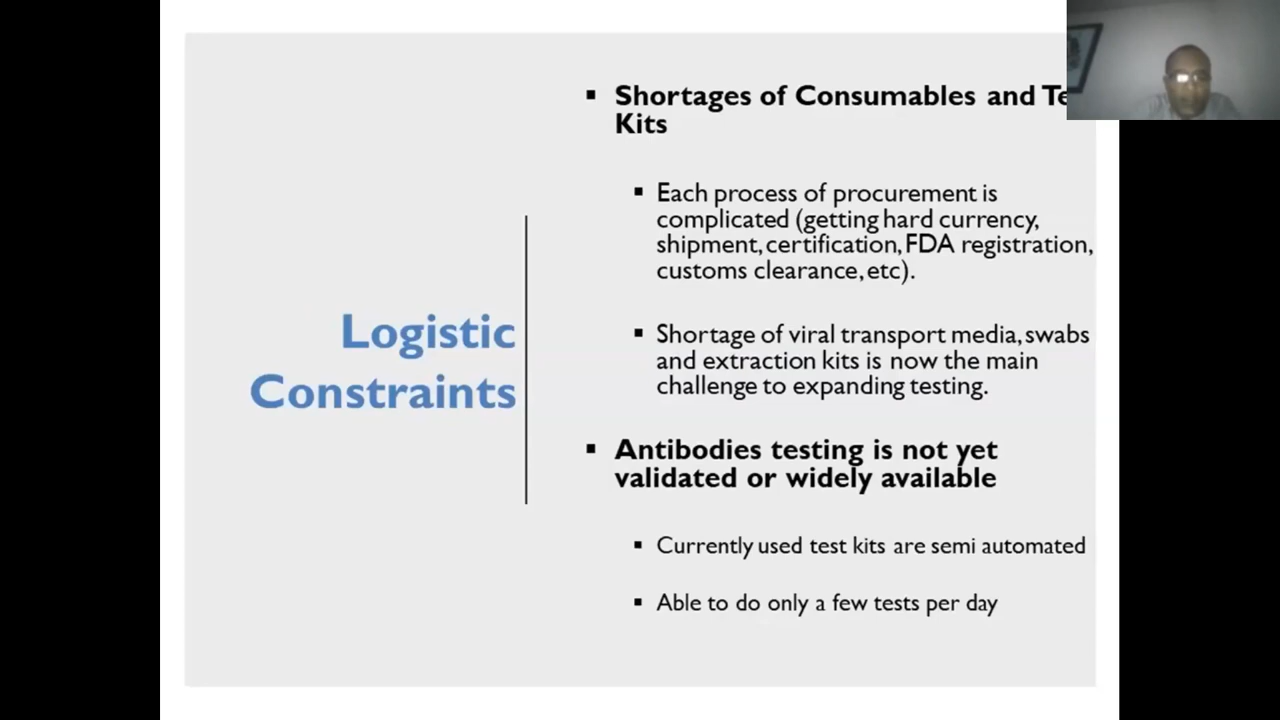 Logistic
Constraints
▪ Shortages of Consumables and Te
Kits
▪ Each process of procurement is
complicated (getting hard currency,
shipment, certification, FDA registration,
customs clearance, etc).
▪ Shortage of viral transport media, swabs
and extraction kits is now the main
challenge to expanding testing.
▪ Antibodies testing is not yet
validated or widely available
▪ Currently used test kits are semi automated
▪ Able to do only a few tests per day